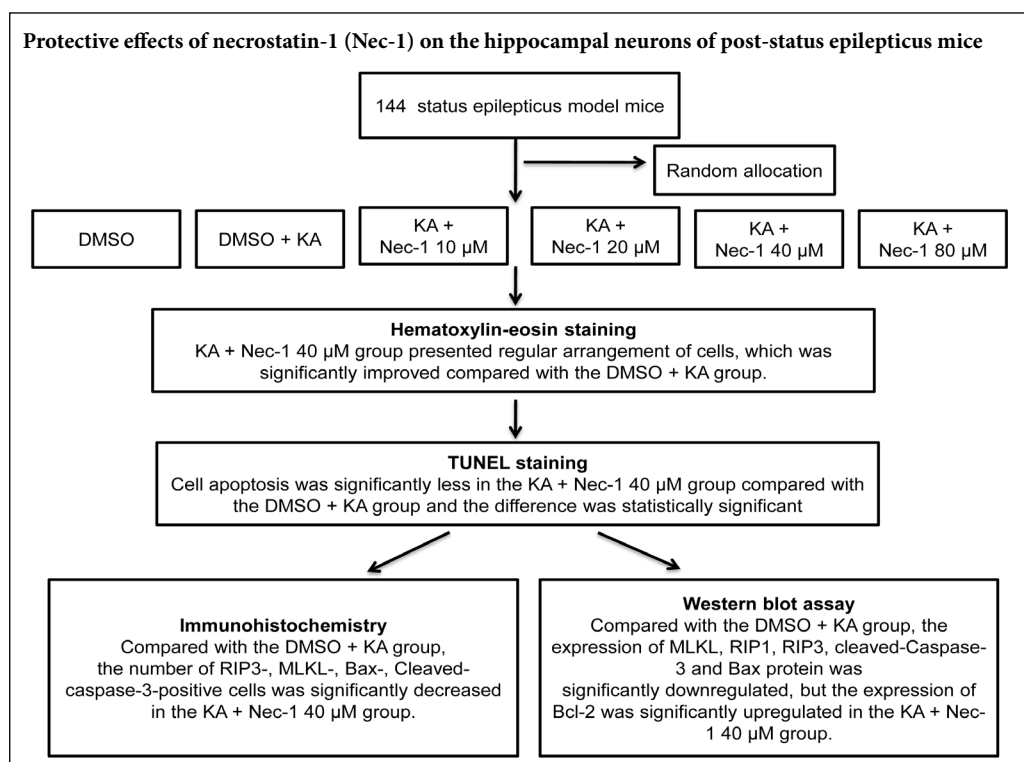 Protective effects of necrostatin-1 (Nec-1) on the hippocampal neurons of post-status epilepticus mice
144 status epilepticus model mice
Random allocation
DMSO
DMSO + KA
KA +
Nec-1 10 µM
KA +
Nec-1 20 µM
KA +
Nec-1 40 µM
KA +
Nec-1 80 µM
Hematoxylin-eosin staining
KA + Nec-1 40 µM group presented regular arrangement of cells, which was
significantly improved compared with the DMSO + KA group.
TUNEL staining
Cell apoptosis was significantly less in the KA + Nec-1 40 µM group compared with
the DMSO + KA group and the difference was statistically significant
Immunohistochemistry
Compared with the DMSO + KA group,
the number of RIP3-, MLKL-, Bax-, Cleaved-
caspase-3-positive cells was significantly decreased
in the KA + Nec-1 40 µM group.
Western blot assay
Compared with the DMSO + KA group, the
expression of MLKL, RIP1, RIP3, cleaved-Caspase-
3 and Bax protein was
significantly downregulated, but the expression of
Bcl-2 was significantly upregulated in the KA + Nec-
1 40 µM group.